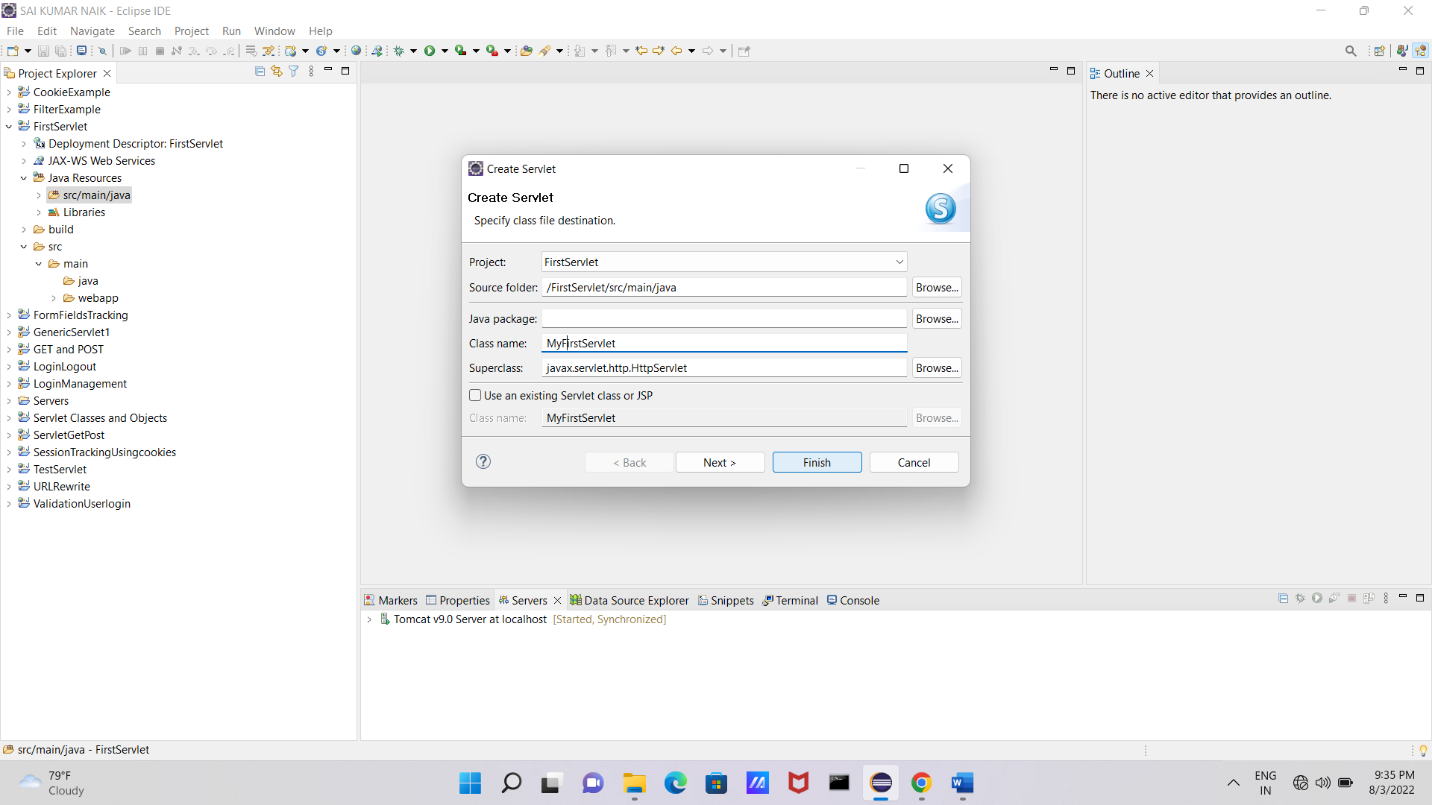 SAI KUMAR NAIK - Eclipse IDE
File Edit Navigate Search Project Run Window Help
Project Explorer
CookieExample
FilterExample
FirstServlet
Deployment Descriptor: FirstServlet
JAX-WS Web Services
Java Resources
src/main/java
Libraries
build
src
main
java
webapp
FormFieldsTracking
GenericServlet1
GET and POST
LoginLogout
LoginManagement
Servers
Servlet Classes and Objects
ServletGetPost
SessionTrackingUsingcookies
TestServlet
URLRewrite
ValidationUserlogin
Create Servlet
Create Servlet
Specify class file destination.
Project: FirstServlet
Source folder: /FirstServlet/src/main/java Browse...
Java package: Browse...
Class name: MyFirstServlet
Superclass: javax.servlet.http.HttpServlet Browse...
Use an existing Servlet class or JSP
Class name: MyFirstServlet Browse...
< Back Next > Finish Cancel
Outline
There is no active editor that provides an outline.
Markers Properties Servers Data Source Explorer Snippets Terminal Console
Tomcat v9.0 Server at localhost [Started, Synchronized]
src/main/java - FirstServlet
79°F
Cloudy
ENG
IN
9:35 PM
8/3/2022